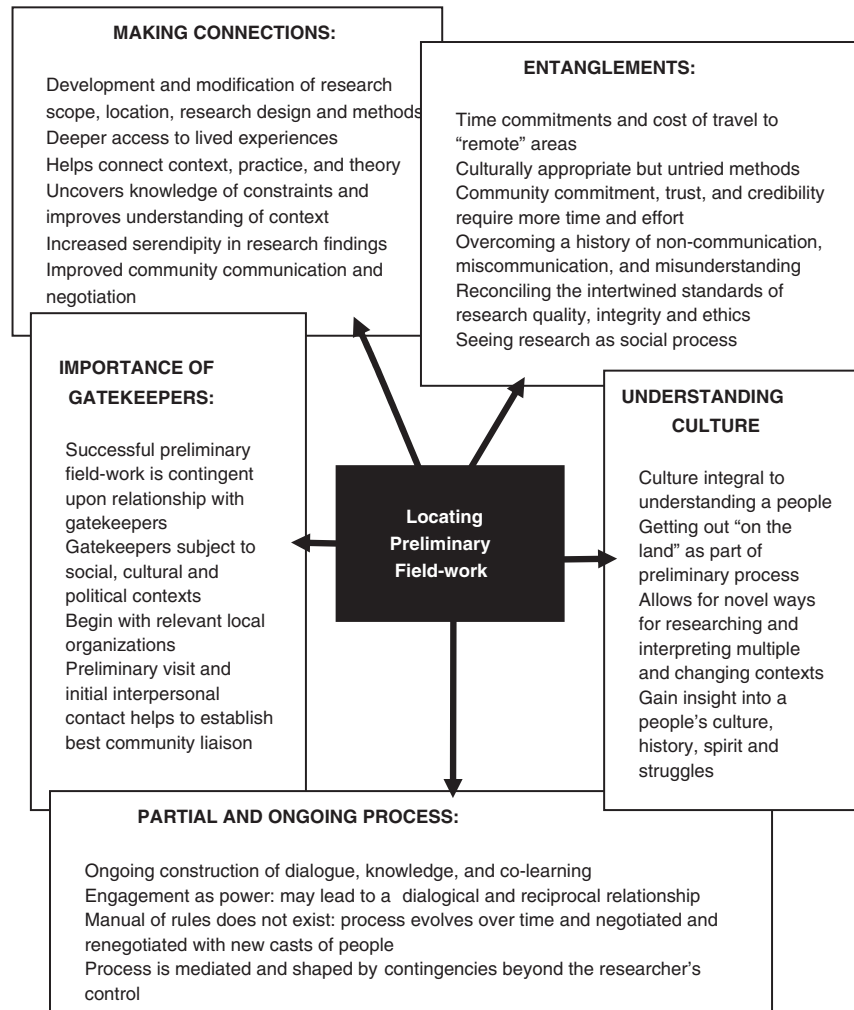 MAKING CONNECTIONS:
Development and modification of research
scope, location, research design and methods
Deeper access to lived experiences
Helps connect context, practice, and theory
Uncovers knowledge of constraints and
improves understanding of context
Increased serendipity in research findings
Improved community communication and
negotiation
ENTANGLEMENTS:
Time commitments and cost of travel to
“remote” areas
Culturally appropriate but untried methods
Community commitment, trust, and credibility
require more time and effort
Overcoming a history of non-communication,
miscommunication, and misunderstanding
Reconciling the intertwined standards of
research quality, integrity and ethics
Seeing research as social process
IMPORTANCE OF
GATEKEEPERS:
Successful preliminary
field-work is contingent
upon relationship with
gatekeepers
Gatekeepers subject to
social, cultural and
political contexts
Begin with relevant local
organizations
Preliminary visit and
initial interpersonal
contact helps to establish
best community liaison
Locating
Preliminary
Field-work
UNDERSTANDING
CULTURE
Culture integral to
understanding a people
Getting out “on the
land” as part of
preliminary process
Allows for novel ways
for researching and
interpreting multiple
and changing contexts
Gain insight into a
people’s culture,
history, spirit and
struggles
PARTIAL AND ONGOING PROCESS:
Ongoing construction of dialogue, knowledge, and co-learning
Engagement as power: may lead to a dialogical and reciprocal relationship
Manual of rules does not exist: process evolves over time and negotiated and
renegotiated with new casts of people
Process is mediated and shaped by contingencies beyond the researcher’s
control